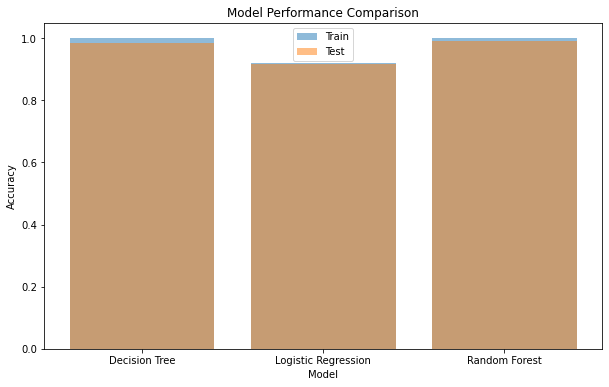 Model Performance Comparison
Train
Test
1.0
0.8
0.6
0.4
0.2
0.0
Accuracy
Decision Tree
Logistic Regression
Random Forest
Model